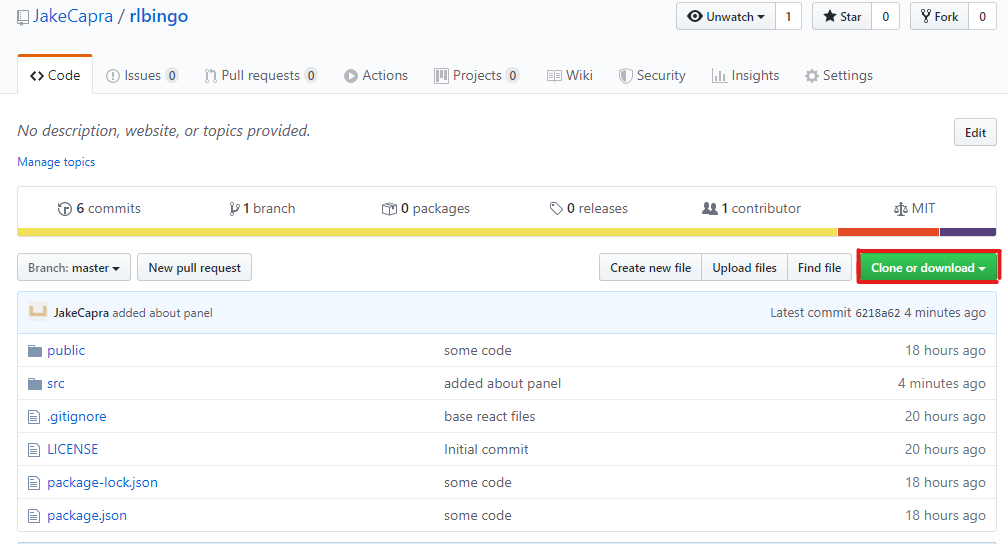 JakeCapra / rlbingo Unwatch 1 Star 0 Fork 0
Code Issues 0 Pull requests 0 Actions Projects 0 Wiki Security Insights Settings
No description, website, or topics provided. Edit
Manage topics
6 commits 1 branch 0 packages 0 releases 1 contributor MIT
Branch: master New pull request Create new file Upload files Find file Clone or download
JakeCapra added about panel Latest commit 6218a62 4 minutes ago
public some code 18 hours ago
src added about panel 4 minutes ago
.gitignore base react files 20 hours ago
LICENSE Initial commit 20 hours ago
package-lock.json some code 18 hours ago
package.json some code 18 hours ago